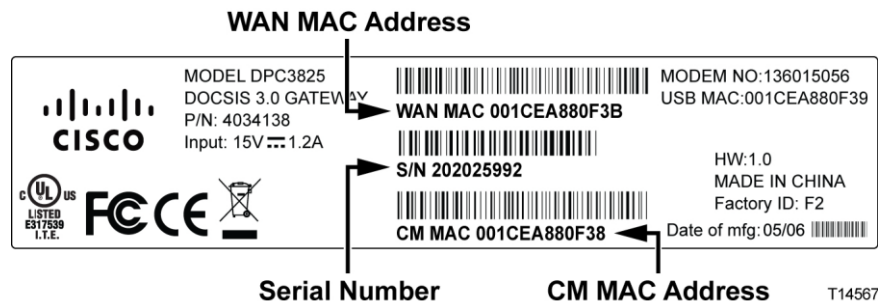 WAN MAC Address
MODEL DPC3825
DOCSIS 3.0 GATEWAY
P/N: 4034138
Input: 15V ⎓ 1.2A
CISCO
C UL US
LISTED
E317539
I.T.E.
FC CE
WAN MAC 001CEA880F3B
S/N 202025992
CM MAC 001CEA880F38
MODEM NO:136015056
USB MAC:001CEA880F39
HW:1.0
MADE IN CHINA
Factory ID: F2
Date of mfg: 05/06
Serial Number
CM MAC Address
T14567